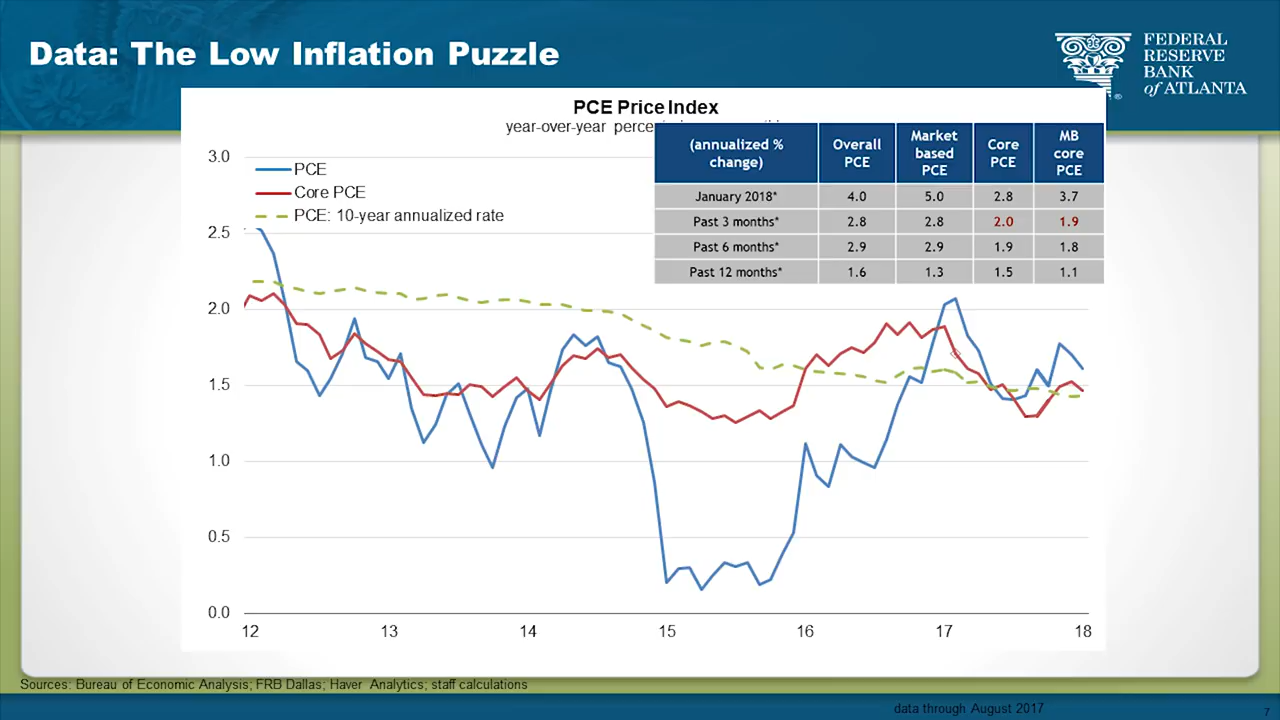 Data: The Low Inflation Puzzle
FEDERAL
RESERVE
BANK
of ATLANTA
®
PCE Price Index
year-over-year
(annualized % change) Overall PCE Market based PCE Core PCE MB core PCE
January 2018* 4.0 5.0 2.8 3.7
Past 3 months* 2.8 2.8 2.0 1.9
Past 6 months* 2.9 2.9 1.9 1.8
Past 12 months* 1.6 1.3 1.5 1.1
PCE
Core PCE
PCE: 10-year annualized rate
3.0
2.5
2.0
1.5
1.0
0.5
0.0
12 13 14 15 16 17 18
Sources: Bureau of Economic Analysis; FRB Dallas; Haver Analytics; staff calculations
data through August 2017
7